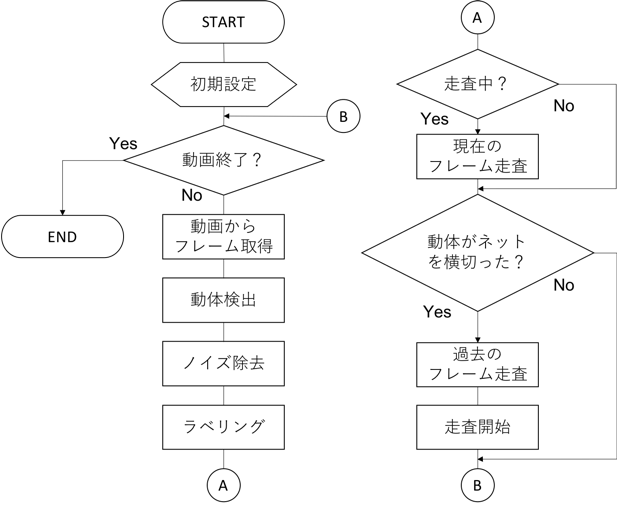 START
初期設定
B
動画終了？
Yes
No
END
動画から
フレーム取得
動体検出
ノイズ除去
ラベリング
A
A
走査中？
Yes
No
現在の
フレーム走査
動体がネット
を横切った？
Yes
No
過去の
フレーム走査
走査開始
B